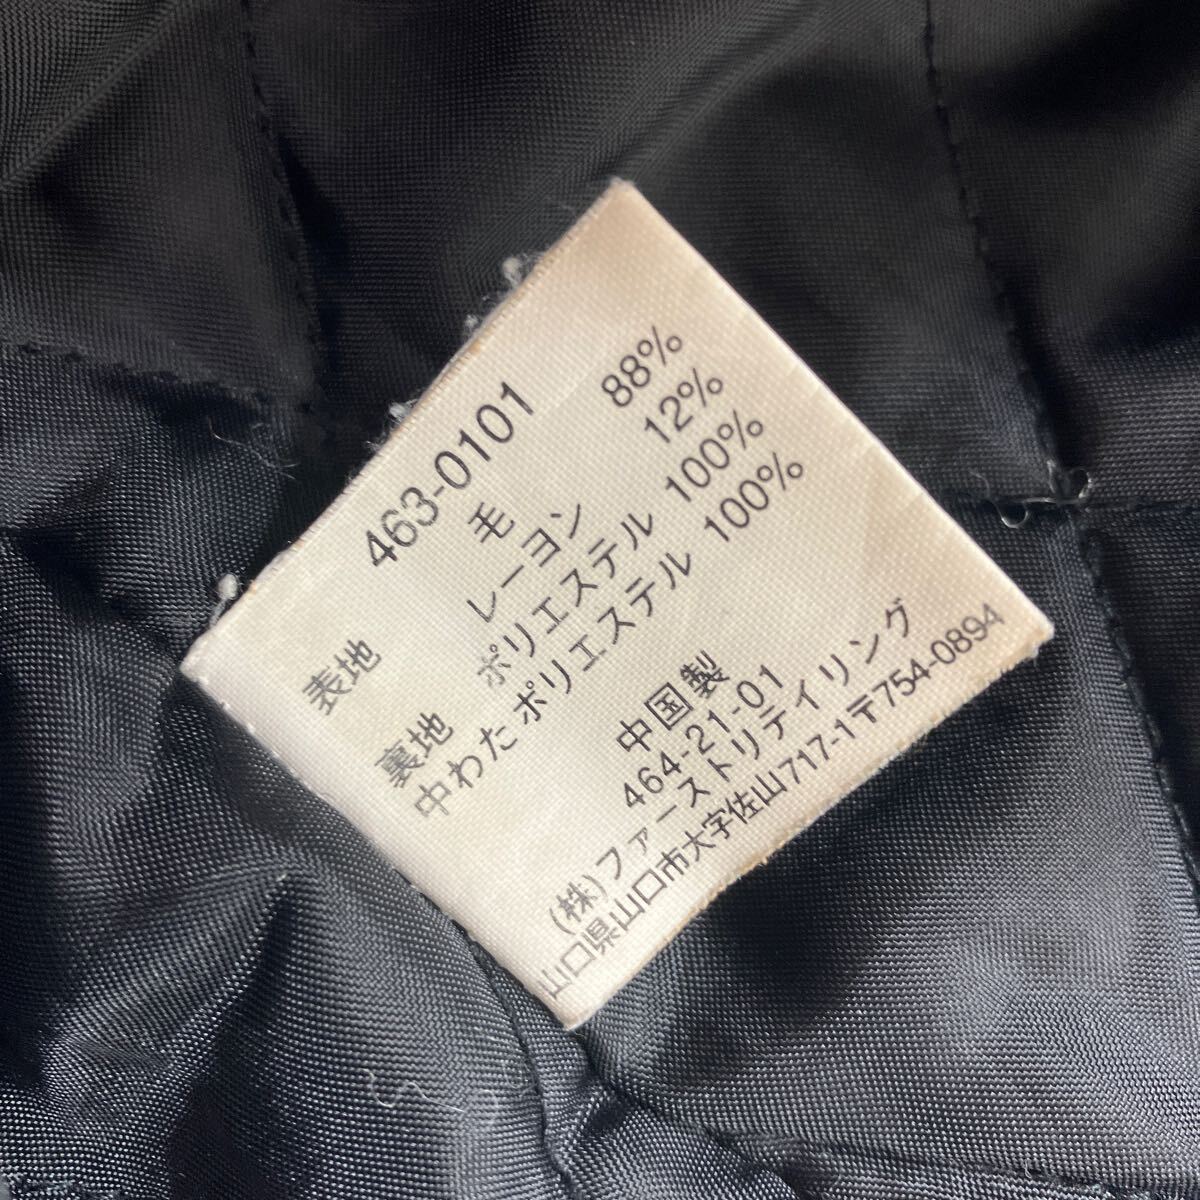 463-0101
表地 毛 88%
レーヨン 12%
裏地 ポリエステル 100%
中わた ポリエステル 100%
中国製
464-21-01
(株)ファーストリテイリング
山口県山口市大字佐山717-1〒754-0894